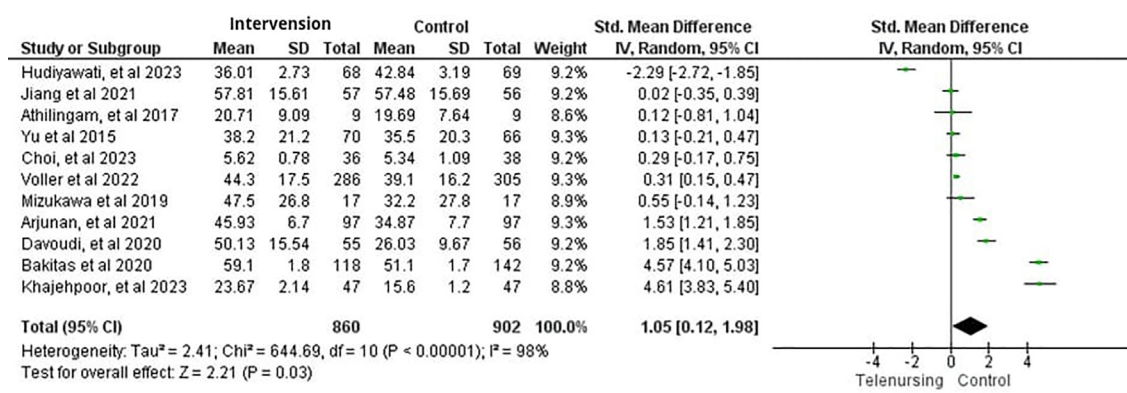 Intervension Control Std. Mean Difference Std. Mean Difference
Study or Subgroup Mean SD Total Mean SD Total Weight IV, Random, 95% CI IV, Random, 95% CI
Hudiyawati, et al 2023 36.01 2.73 68 42.84 3.19 69 9.2% -2.29 [-2.72, -1.85]
Jiang et al 2021 57.81 15.61 57 57.48 15.69 56 9.2% 0.02 [-0.35, 0.39]
Athilingam, et al 2017 20.71 9.09 9 19.69 7.64 9 8.6% 0.12 [-0.81, 1.04]
Yu et al 2015 38.2 21.2 70 35.5 20.3 66 9.3% 0.13 [-0.21, 0.47]
Choi, et al 2023 5.62 0.78 36 5.34 1.09 38 9.2% 0.29 [-0.17, 0.75]
Voller et al 2022 44.3 17.5 286 39.1 16.2 305 9.3% 0.31 [0.15, 0.47]
Mizukawa et al 2019 47.5 26.8 17 32.2 27.8 17 8.9% 0.55 [-0.14, 1.23]
Arjunan, et al 2021 45.93 6.7 97 34.87 7.7 97 9.3% 1.53 [1.21, 1.85]
Davoudi, et al 2020 50.13 15.54 55 26.03 9.67 56 9.2% 1.85 [1.41, 2.30]
Bakitas et al 2020 59.1 1.8 118 51.1 1.7 142 9.2% 4.57 [4.10, 5.03]
Khajehpoor, et al 2023 23.67 2.14 47 15.6 1.2 47 8.8% 4.61 [3.83, 5.40]
Total (95% CI) 860 902 100.0% 1.05 [0.12, 1.98]
Heterogeneity: Tau² = 2.41; Chi² = 644.69, df = 10 (P < 0.00001); I² = 98%
Test for overall effect: Z = 2.21 (P = 0.03)
-4 -2 0 2 4
Telenursing Control